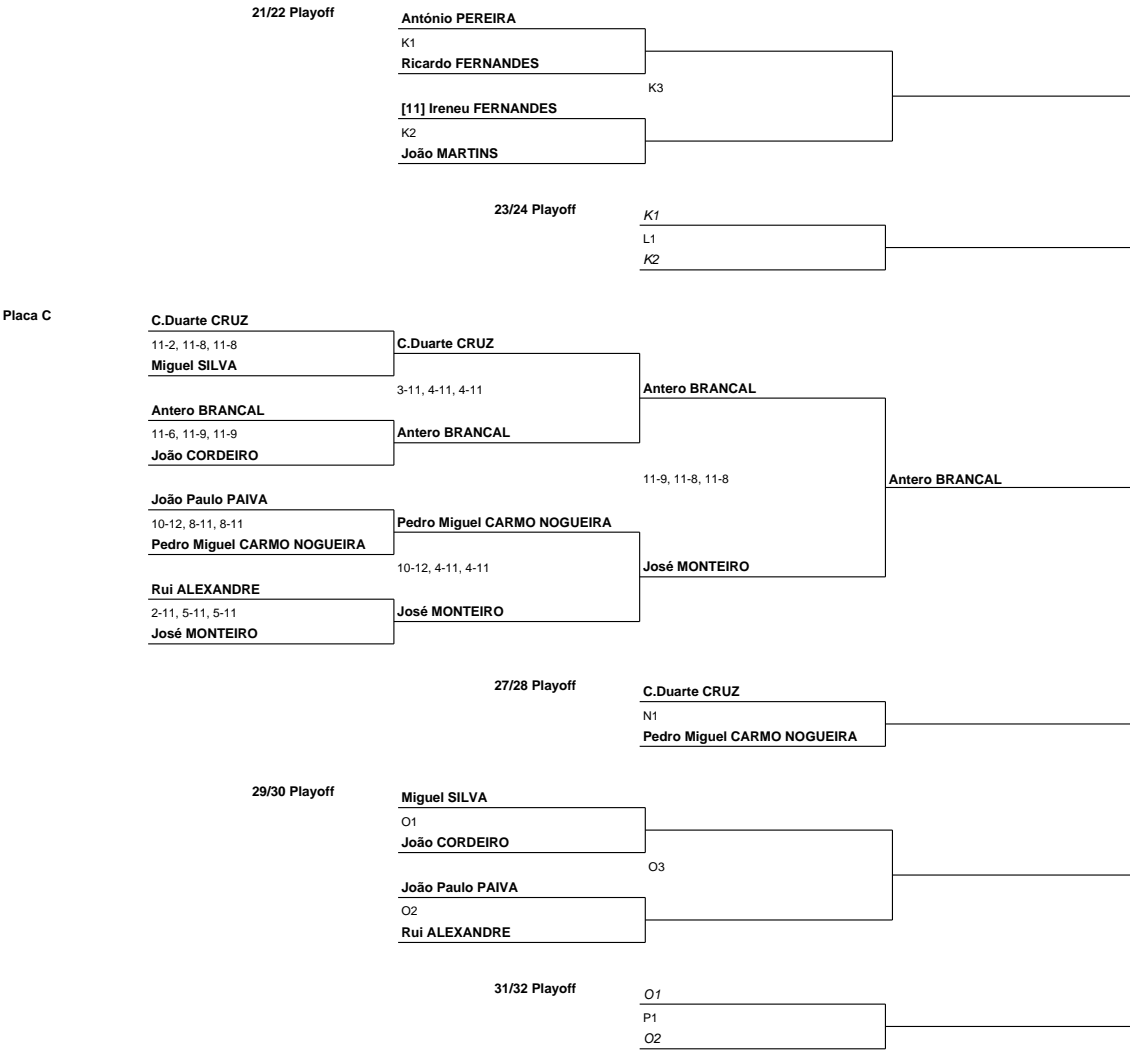 21/22 Playoff
António PEREIRA
K1
Ricardo FERNANDES
K3
[11] Ireneu FERNANDES
K2
João MARTINS
23/24 Playoff
K1
L1
K2
Placa C
C.Duarte CRUZ
11-2, 11-8, 11-8
C.Duarte CRUZ
Miguel SILVA
3-11, 4-11, 4-11
Antero BRANCAL
Antero BRANCAL
11-6, 11-9, 11-9
Antero BRANCAL
João CORDEIRO
11-9, 11-8, 11-8
Antero BRANCAL
João Paulo PAIVA
10-12, 8-11, 8-11
Pedro Miguel CARMO NOGUEIRA
Pedro Miguel CARMO NOGUEIRA
10-12, 4-11, 4-11
José MONTEIRO
Rui ALEXANDRE
2-11, 5-11, 5-11
José MONTEIRO
José MONTEIRO
27/28 Playoff
C.Duarte CRUZ
N1
Pedro Miguel CARMO NOGUEIRA
29/30 Playoff
Miguel SILVA
O1
João CORDEIRO
O3
João Paulo PAIVA
O2
Rui ALEXANDRE
31/32 Playoff
O1
P1
O2